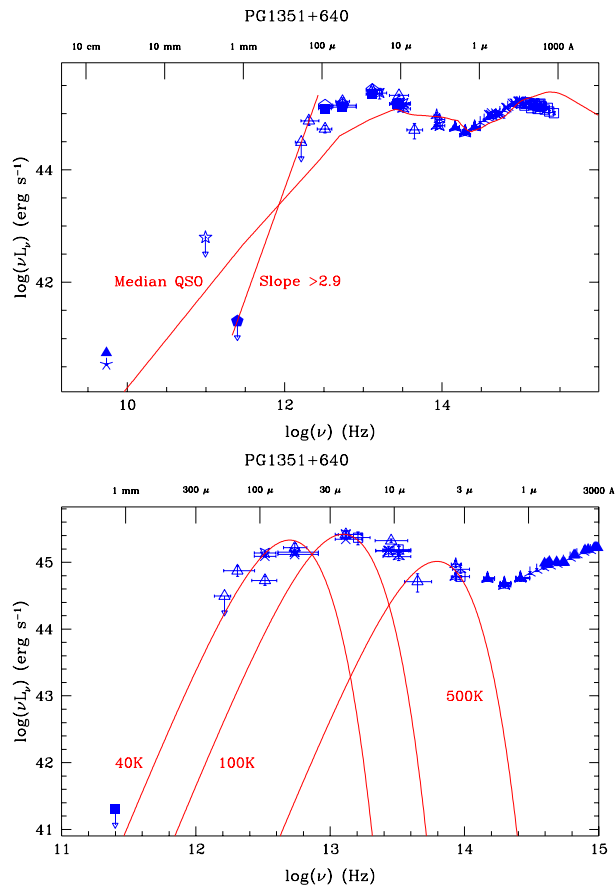 PG1351+640
10 cm 10 mm 1 mm 100 μ 10 μ 1 μ 1000 A
log(νLν) (erg s⁻¹)
44
42
Median QSO
Slope >2.9
10 12 14
log(ν) (Hz)
PG1351+640
1 mm 300 μ 100 μ 30 μ 10 μ 3 μ 1 μ 3000 A
log(νLν) (erg s⁻¹)
45
44
43
42
41
40K
100K
500K
11 12 13 14 15
log(ν) (Hz)